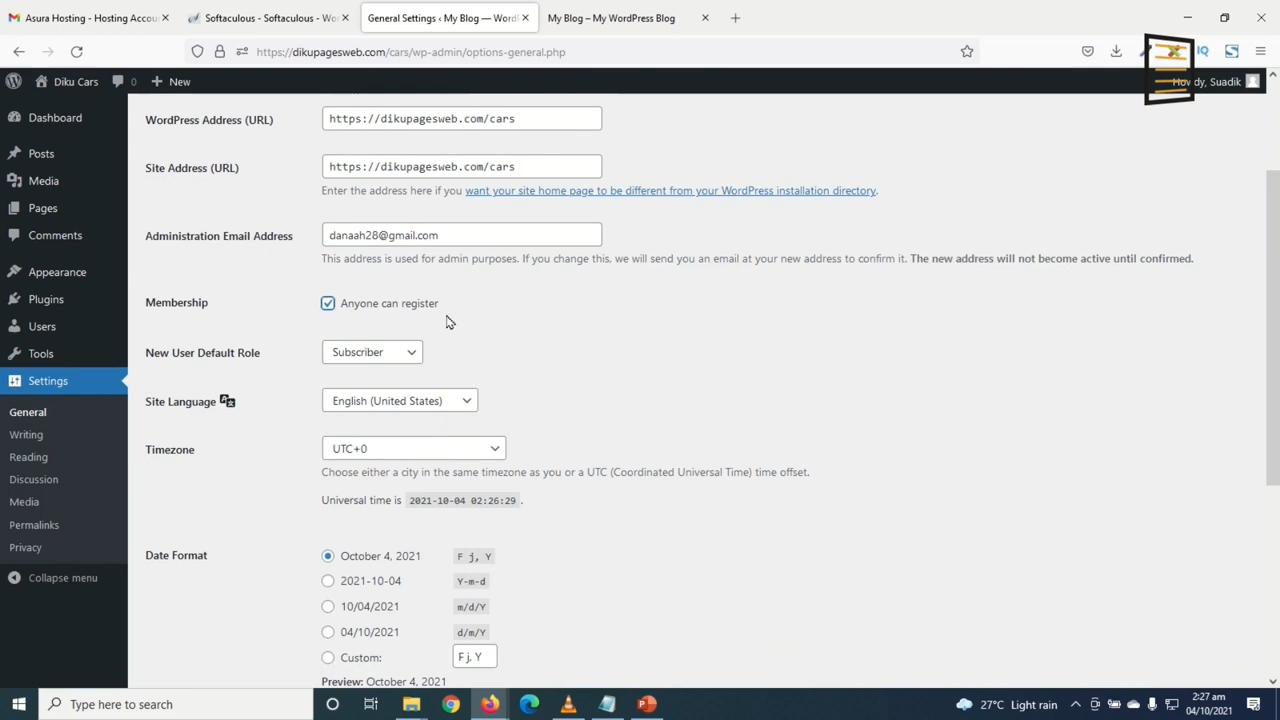 Asura Hosting - Hosting Accou
Softaculous - Softaculous - Wo
General Settings ‹ My Blog — WordP
My Blog – My WordPress Blog
https://dikupagesweb.com/cars/wp-admin/options-general.php
IQ
Diku Cars
0
New
Howdy, Suadik
Dashboard
Posts
Media
Pages
Comments
Appearance
Plugins
Users
Tools
Settings
General
Writing
Reading
Discussion
Media
Permalinks
Privacy
Collapse menu
WordPress Address (URL)
https://dikupagesweb.com/cars
Site Address (URL)
https://dikupagesweb.com/cars
Enter the address here if you want your site home page to be different from your WordPress installation directory.
Administration Email Address
danaah28@gmail.com
This address is used for admin purposes. If you change this, we will send you an email at your new address to confirm it. The new address will not become active until confirmed.
Membership
Anyone can register
New User Default Role
Subscriber
Site Language
English (United States)
Timezone
UTC+0
Choose either a city in the same timezone as you or a UTC (Coordinated Universal Time) time offset.
Universal time is 2021-10-04 02:26:29 .
Date Format
October 4, 2021 F j, Y
2021-10-04 Y-m-d
10/04/2021 m/d/Y
04/10/2021 d/m/Y
Custom: F j, Y
Preview: October 4, 2021
Type here to search
27°C Light rain
2:27 am
04/10/2021